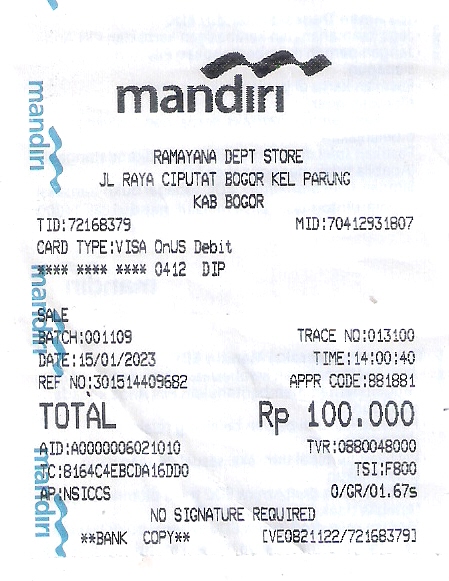 mandiri
RAMAYANA DEPT STORE
JL RAYA CIPUTAT BOGOR KEL PARUNG
KAB BOGOR
TID:72168379 MID:70412931807
CARD TYPE:VISA OnUS Debit
**** **** **** 0412 DIP
SALE
BATCH:001109 TRACE NO:013100
DATE:15/01/2023 TIME:14:00:40
REF NO:301514409682 APPR CODE:881881
TOTAL Rp 100.000
AID:A0000006021010 TVR:0880048000
TC:8164C4EBCDA16DD0 TSI:F800
AP:NSICCS 0/GR/01.67s
NO SIGNATURE REQUIRED
**BANK COPY** [VE0821122/72168379]
mandiri
mandiri
mandiri